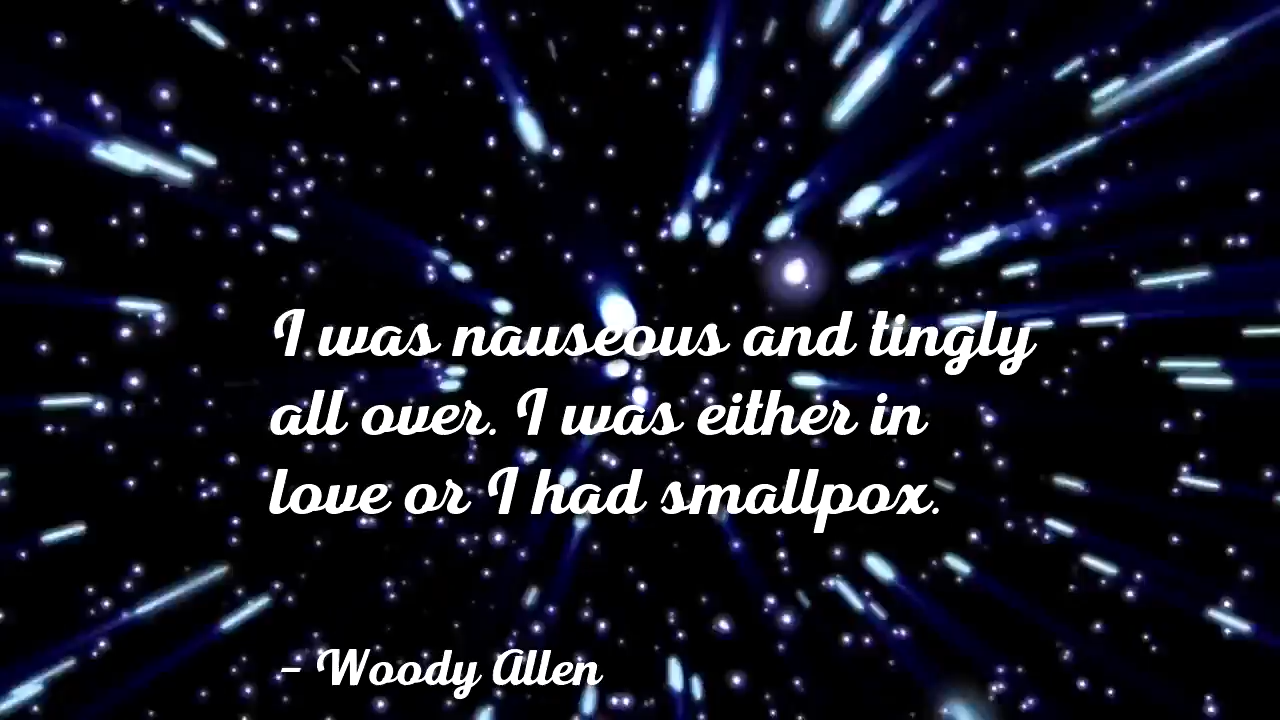 I was nauseous and tingly
all over. I was either in
love or I had smallpox.
– Woody Allen